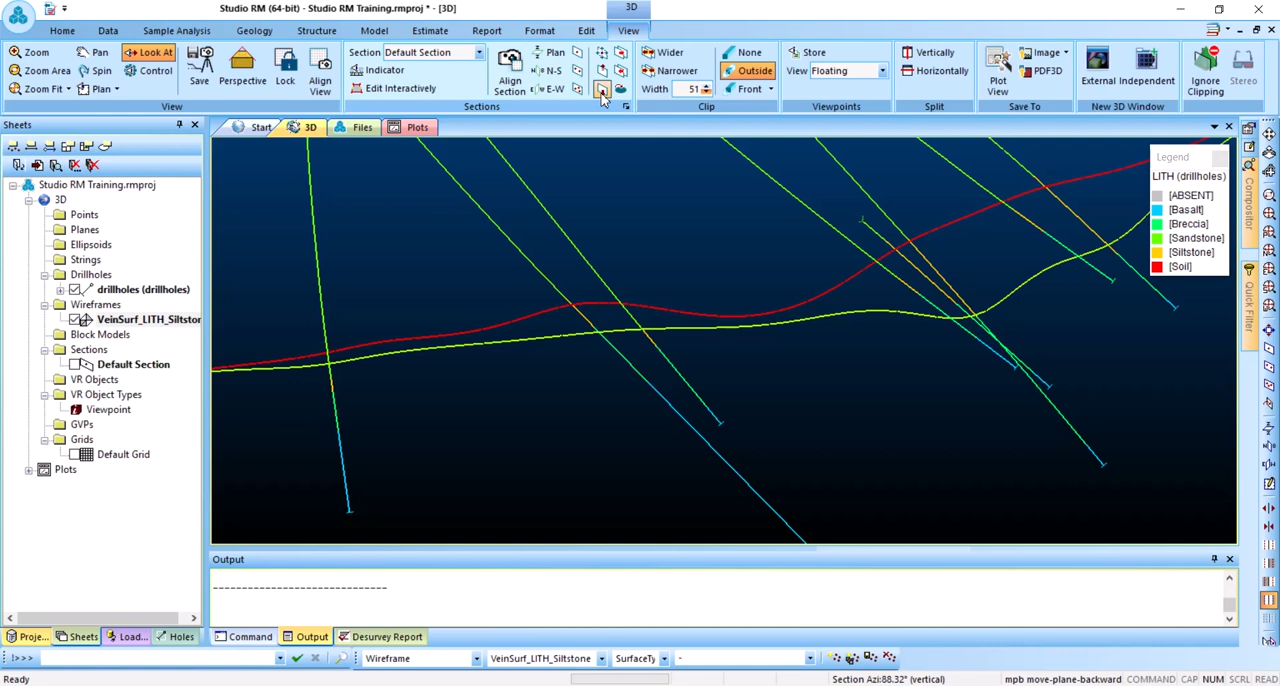 Studio RM (64-bit) - Studio RM Training.rmproj * - [3D]
3D
Home Data Sample Analysis Geology Structure Model Estimate Report Edit Format View
Zoom Pan Look At
Zoom Area Spin Control
Zoom Fit Plan
Save Perspective Lock Align View
View
Section Default Section
Indicator
Edit Interactively
Align Section
Plan
N-S
E-W
Sections
Wider None
Narrower Outside
Width 51 Front
Clip
Store
View Floating
Viewpoints
Vertically
Horizontally
Split
Plot View
Image
PDF3D
Save To
External Independent
New 3D Window
Ignore Clipping Stereo
Sheets
Start 3D Files Plots
Studio RM Training.rmproj
3D
Points
Planes
Ellipsoids
Strings
Drillholes
drillholes (drillholes)
Wireframes
VeinSurf_LITH_Siltstor
Block Models
Sections
Default Section
VR Objects
VR Object Types
Viewpoint
GVPs
Grids
Default Grid
Plots
Legend
LITH (drillholes)
[ABSENT]
[Basalt]
[Breccia]
[Sandstone]
[Siltstone]
[Soil]
Compositor
Quick Filter
Output
------------------------------
Proje... Sheets Load... Holes
Command Output Desurvey Report
!>>> Wireframe VeinSurf_LITH_Siltstone SurfaceTy -
Ready Section Azi:88.32° (vertical) mpb move-plane-backward COMMAND CAP NUM SCRL READ